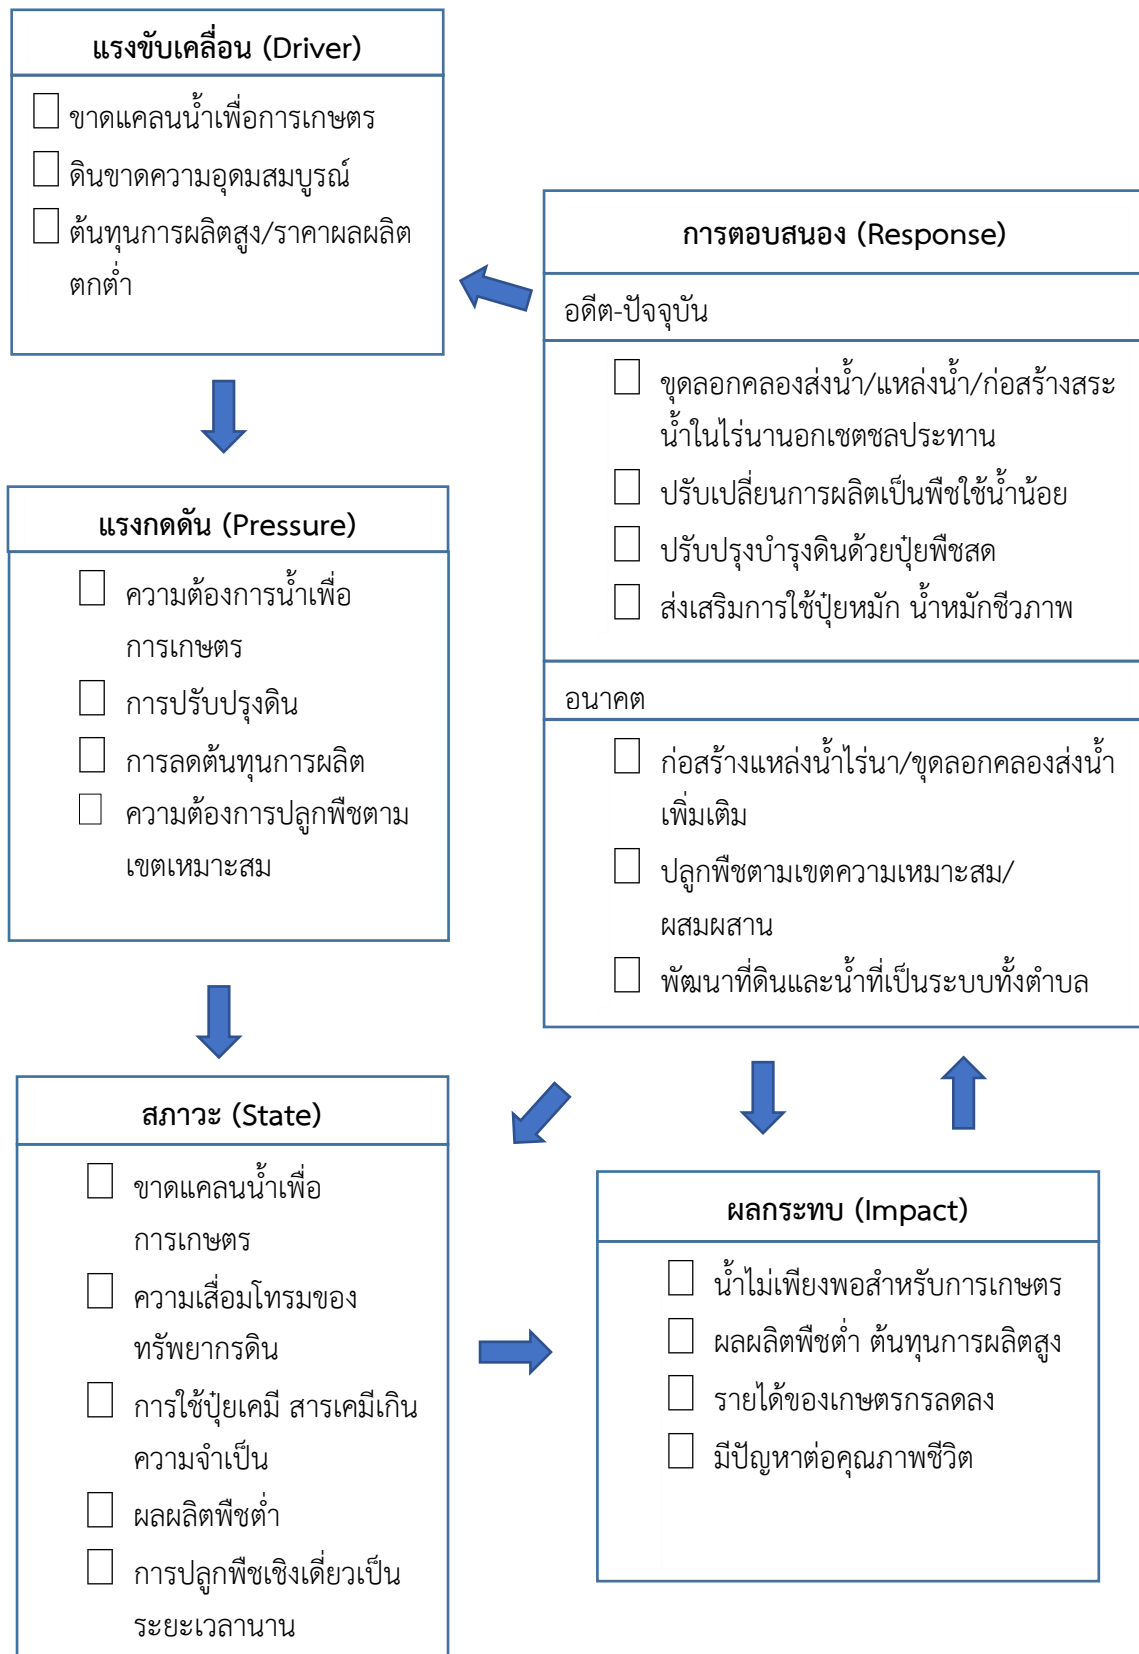 แรงขับเคลื่อน (Driver)
ขาดแคลนน้ำเพื่อการเกษตร
ดินขาดความอุดมสมบูรณ์
ต้นทุนการผลิตสูง/ราคาผลผลิต
ตกต่ำ
การตอบสนอง (Response)
อดีต-ปัจจุบัน
ขุดลอกคลองส่งน้ำ/แหล่งน้ำ/ก่อสร้างสระ
น้ำในไร่นานอกเชตชลประทาน
ปรับเปลี่ยนการผลิตเป็นพืชใช้น้ำน้อย
ปรับปรุงบำรุงดินด้วยปุ๋ยพืชสด
ส่งเสริมการใช้ปุ๋ยหมัก น้ำหมักชีวภาพ
อนาคต
ก่อสร้างแหล่งน้ำไร่นา/ขุดลอกคลองส่งน้ำ
เพิ่มเติม
ปลูกพืชตามเขตความเหมาะสม/
ผสมผสาน
พัฒนาที่ดินและน้ำที่เป็นระบบทั้งตำบล
แรงกดดัน (Pressure)
ความต้องการน้ำเพื่อ
การเกษตร
การปรับปรุงดิน
การลดต้นทุนการผลิต
ความต้องการปลูกพืชตาม
เขตเหมาะสม
สภาวะ (State)
ขาดแคลนน้ำเพื่อ
การเกษตร
ความเสื่อมโทรมของ
ทรัพยากรดิน
การใช้ปุ๋ยเคมี สารเคมีเกิน
ความจำเป็น
ผลผลิตพืชต่ำ
การปลูกพืชเชิงเดี่ยวเป็น
ระยะเวลานาน
ผลกระทบ (Impact)
น้ำไม่เพียงพอสำหรับการเกษตร
ผลผลิตพืชต่ำ ต้นทุนการผลิตสูง
รายได้ของเกษตรกรลดลง
มีปัญหาต่อคุณภาพชีวิต